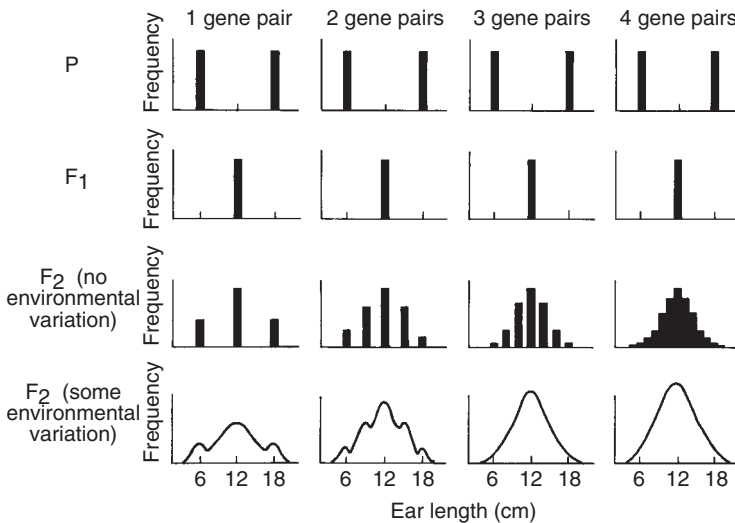 1 gene pair 2 gene pairs 3 gene pairs 4 gene pairs
P
Frequency
F1
Frequency
F2 (no
environmental
variation)
Frequency
F2 (some
environmental
variation)
Frequency
6 12 18 6 12 18 6 12 18 6 12 18
Ear length (cm)